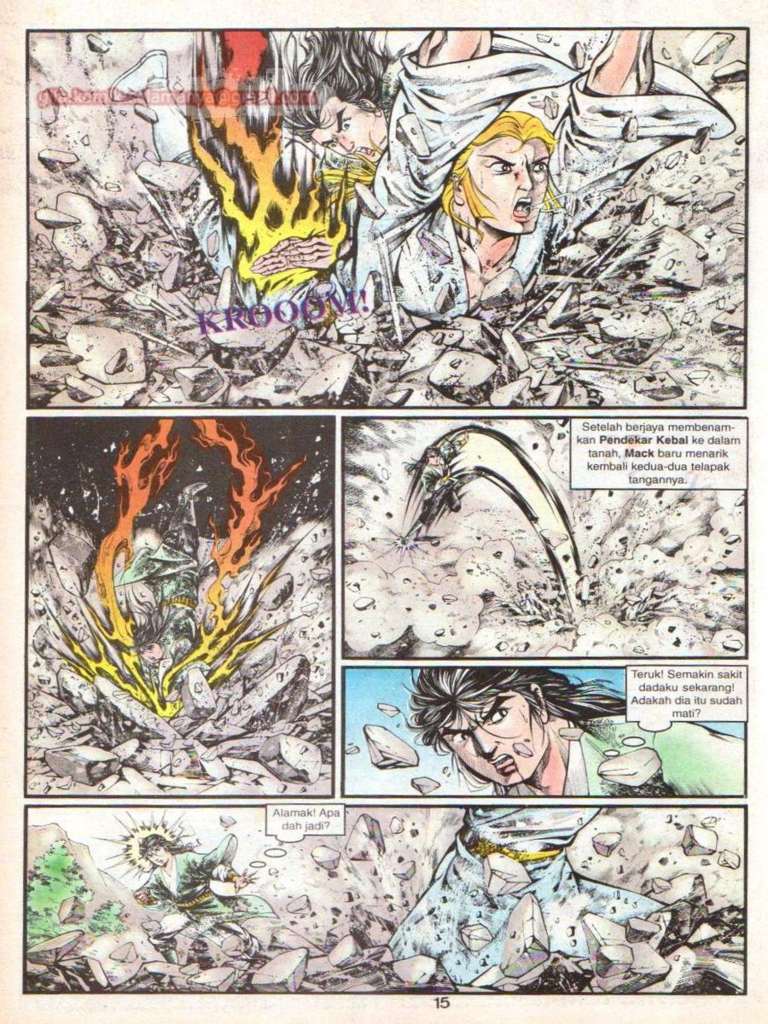 KROOOM!
Setelah berjaya membenam-
kan Pendekar Kebal ke dalam
tanah, Mack baru menarik
kembali kedua-dua telapak
tangannya.
Teruk! Semakin sakit
dadaku sekarang!
Adakah dia itu sudah
mati?
Alamak! Apa
dah jadi?
15